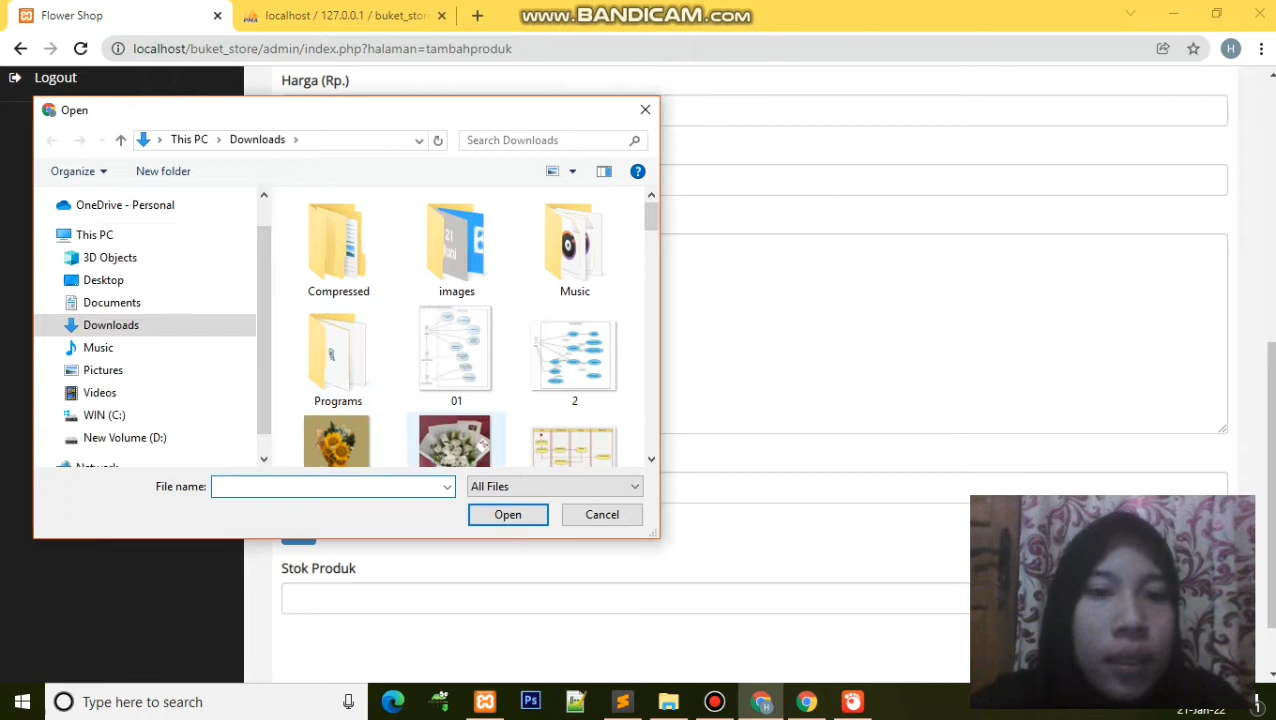 Flower Shop
localhost / 127.0.0.1 / buket_stor
www.BANDICAM.com
localhost/buket_store/admin/index.php?halaman=tambahproduk
H
Logout
Harga (Rp.)
Open
This PC
Downloads
Search Downloads
Organize
New folder
OneDrive - Personal
This PC
3D Objects
Desktop
Documents
Downloads
Music
Pictures
Videos
WIN (C:)
New Volume (D:)
21
Compressed
images
Music
Programs
01
2
File name:
All Files
Open
Cancel
Stok Produk
Type here to search
21-Jan-22